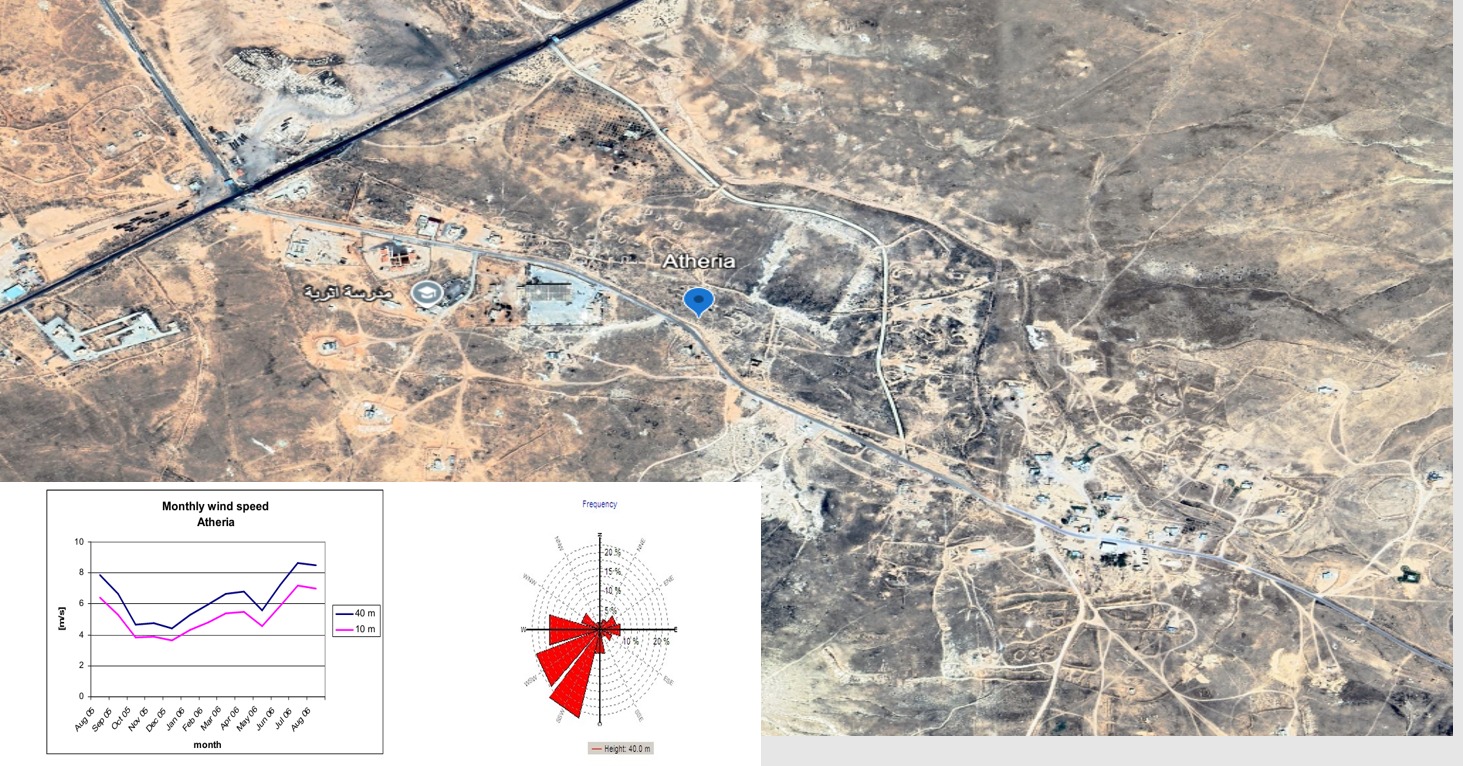 Atheria
مدرسة أثرية
Monthly wind speed
Atheria
10
8
6
4
2
0
[m/s]
Aug 05
Sep 05
Oct 05
Nov 05
Dec 05
Jan 06
Feb 06
Mar 06
Apr 06
May 06
Jun 06
Jul 06
Aug 06
month
40 m
10 m
Frequency
NNW
NNE
20 %
WNW
ENE
15 %
10 %
5 %
W
E
10 %
20 %
WSW
ESE
SSW
SSE
Height: 40.0 m